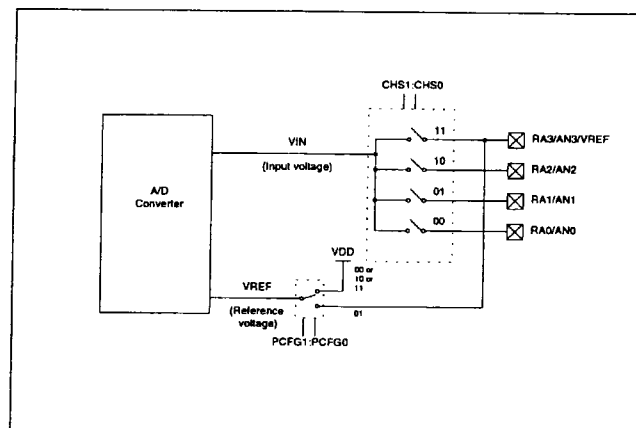 CHS1:CHS0
VIN
(Input voltage)
A/D
Converter
11
10
01
00
RA3/AN3/VREF
RA2/AN2
RA1/AN1
RA0/AN0
VDD
00 or
10 or
11
VREF
(Reference
voltage)
01
PCFG1:PCFG0